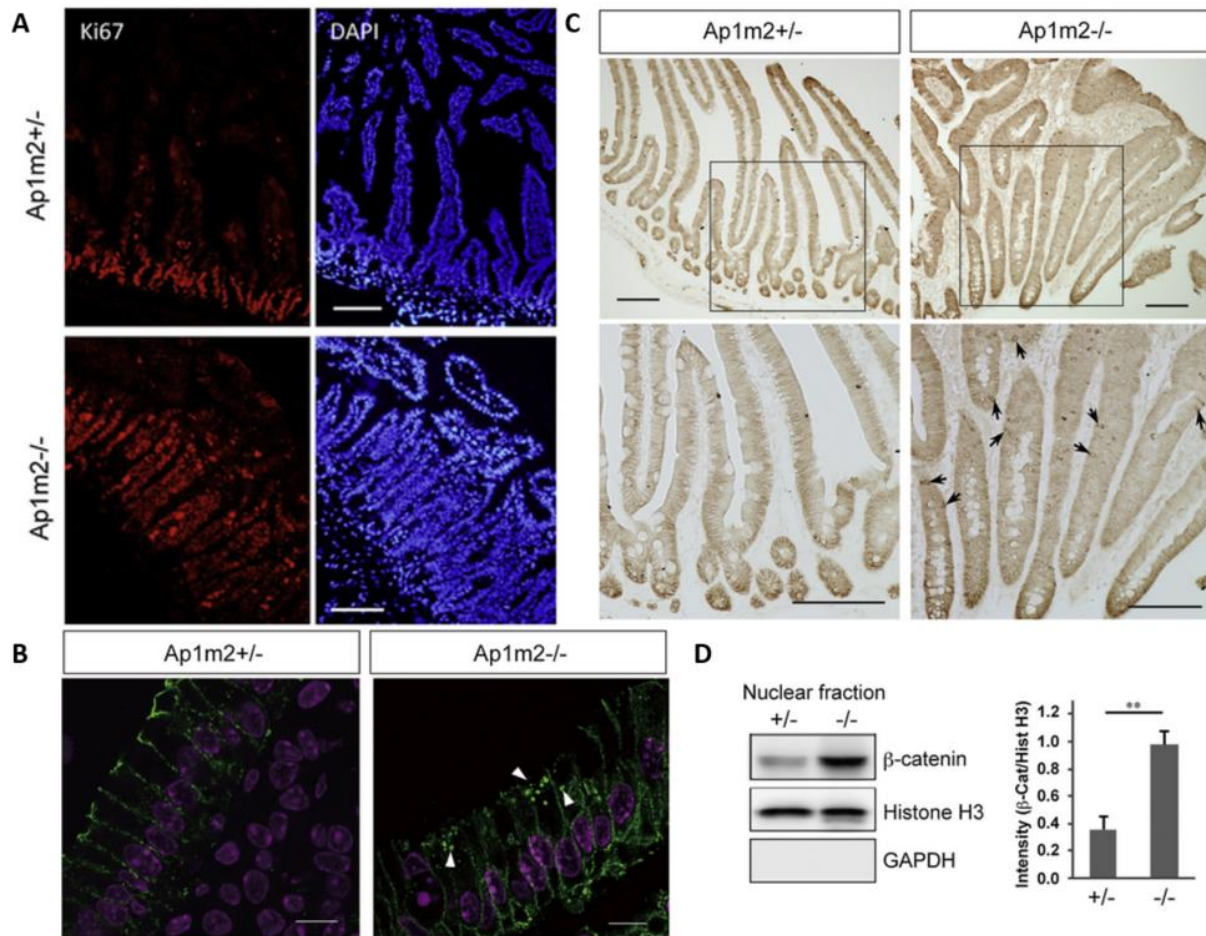 A
Ki67
DAPI
Ap1m2+/-
Ap1m2-/-
B
Ap1m2+/-
Ap1m2-/-
C
Ap1m2+/-
Ap1m2-/-
D
Nuclear fraction
+/-
-/-
β-catenin
Histone H3
GAPDH
Intensity (β-Cat/Hist H3)
1.2
1.0
0.8
0.6
0.4
0.2
0.0
**
+/-
-/-